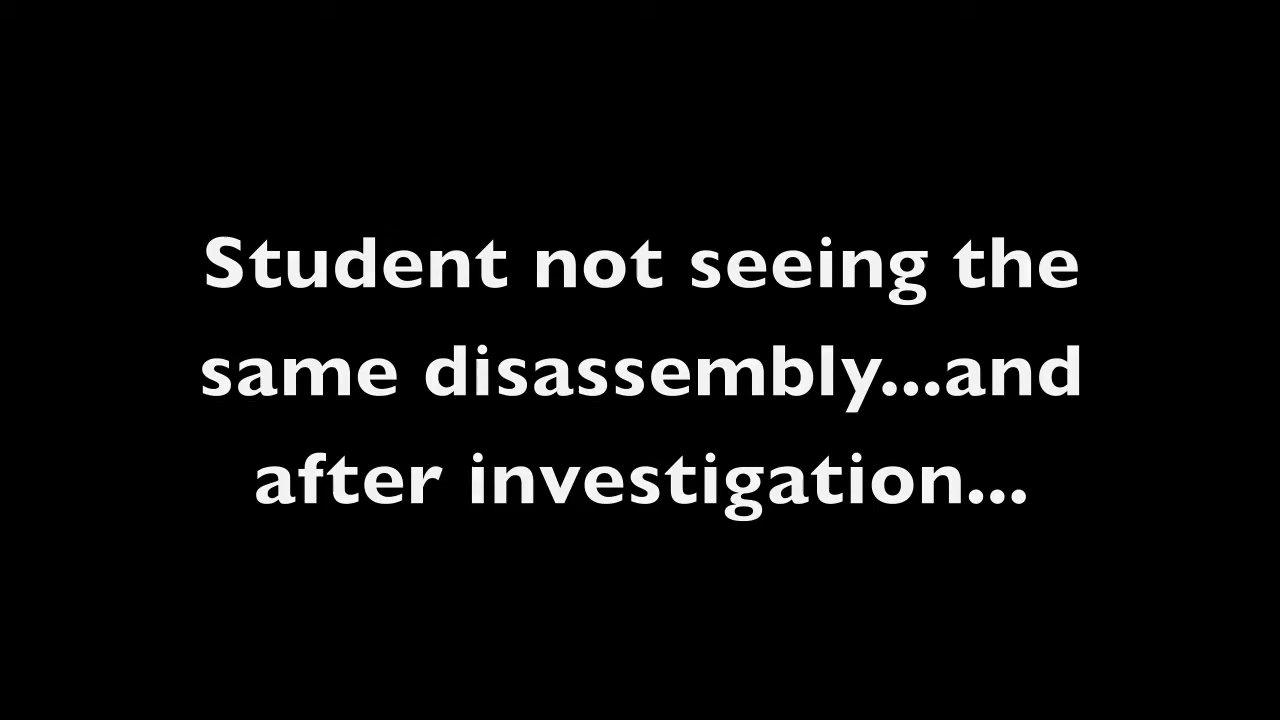 Student not seeing the
same disassembly...and
after investigation...